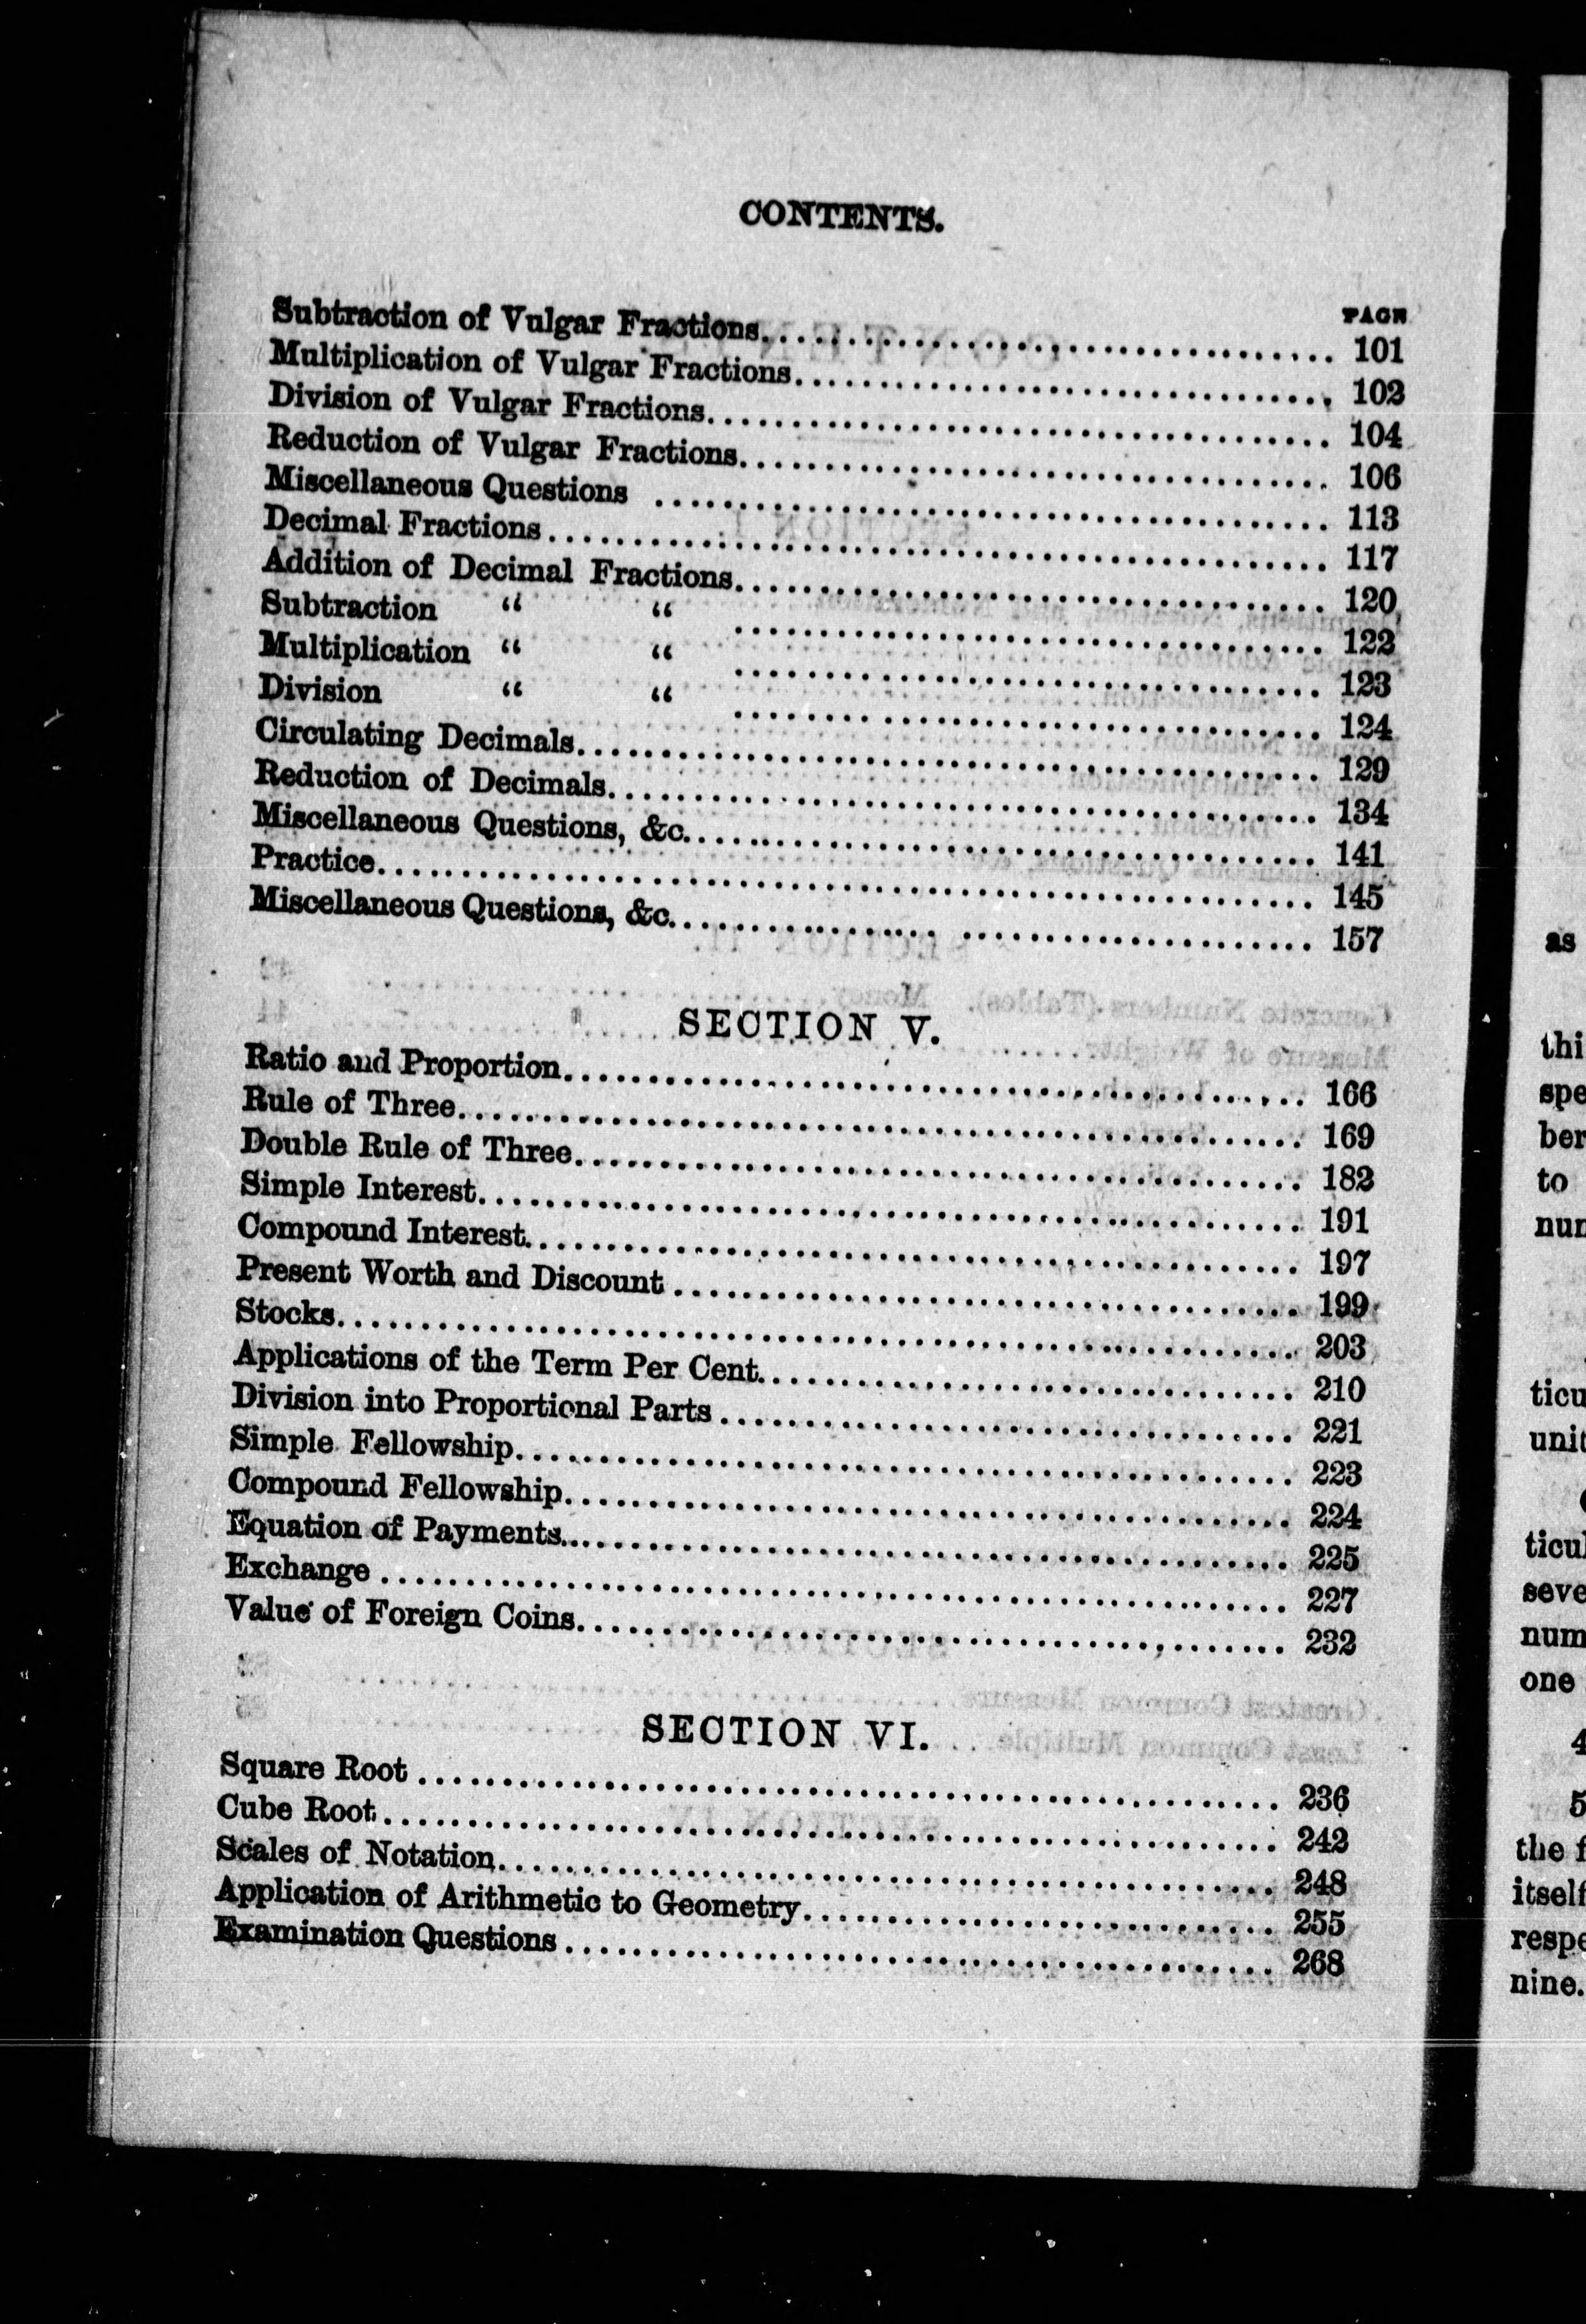 CONTENTS.
PAGE
Subtraction of Vulgar Fractions........................................ 101
Multiplication of Vulgar Fractions........................................ 102
Division of Vulgar Fractions........................................ 104
Reduction of Vulgar Fractions........................................ 106
Miscellaneous Questions ........................................ 113
Decimal Fractions........................................ 117
Addition of Decimal Fractions........................................ 120
Subtraction “ “ ........................................ 122
Multiplication “ “ ........................................ 123
Division “ “ ........................................ 124
Circulating Decimals........................................ 129
Reduction of Decimals........................................ 134
Miscellaneous Questions, &c........................................ 141
Practice........................................ 145
Miscellaneous Questions, &c........................................ 157
SECTION V.
Ratio and Proportion........................................ 166
Rule of Three........................................ 169
Double Rule of Three........................................ 182
Simple Interest........................................ 191
Compound Interest........................................ 197
Present Worth and Discount ........................................ 199
Stocks........................................ 203
Applications of the Term Per Cent........................................ 210
Division into Proportional Parts ........................................ 221
Simple Fellowship........................................ 223
Compound Fellowship........................................ 224
Equation of Payments........................................ 225
Exchange ........................................ 227
Value of Foreign Coins........................................ 232
SECTION VI.
Square Root ........................................ 236
Cube Root........................................ 242
Scales of Notation........................................ 248
Application of Arithmetic to Geometry........................................ 255
Examination Questions ........................................ 268
as
thi
spe
ber
to
nun
ticu
unit
ticul
seve
num
one
4
5
the f
itself
respe
nine.